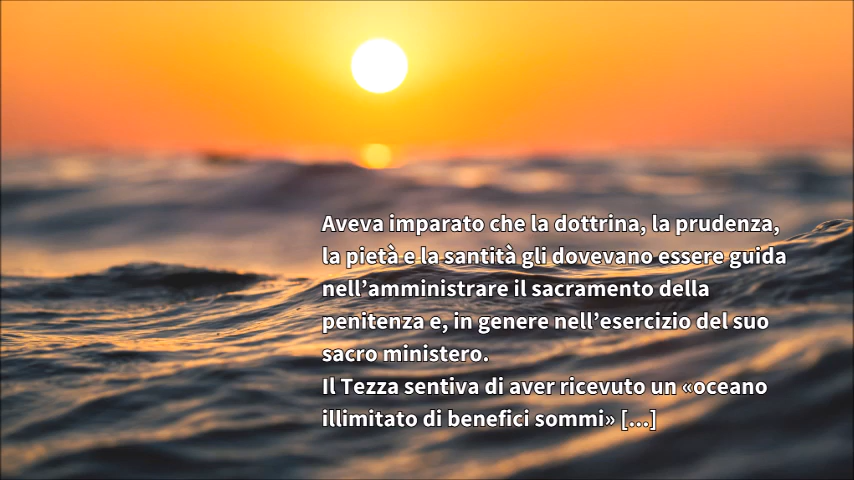 Aveva imparato che la dottrina, la prudenza,
la pietà e la santità gli dovevano essere guida
nell’amministrare il sacramento della
penitenza e, in genere nell’esercizio del suo
sacro ministero.
Il Tezza sentiva di aver ricevuto un «oceano
illimitato di benefici sommi» [...]